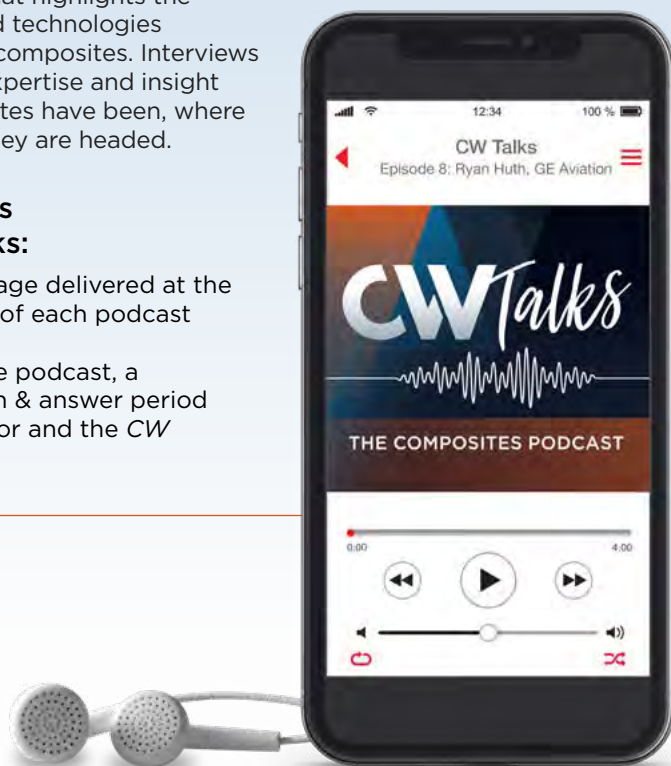 at highlights the
d technologies
composites. Interviews
xpertise and insight
tes have been, where
ey are headed.
s
ks:
age delivered at the
of each podcast
e podcast, a
n & answer period
or and the CW
12:34 100 %
CW Talks
Episode 8: Ryan Huth, GE Aviation
CWTalks
THE COMPOSITES PODCAST
0:00 4:00